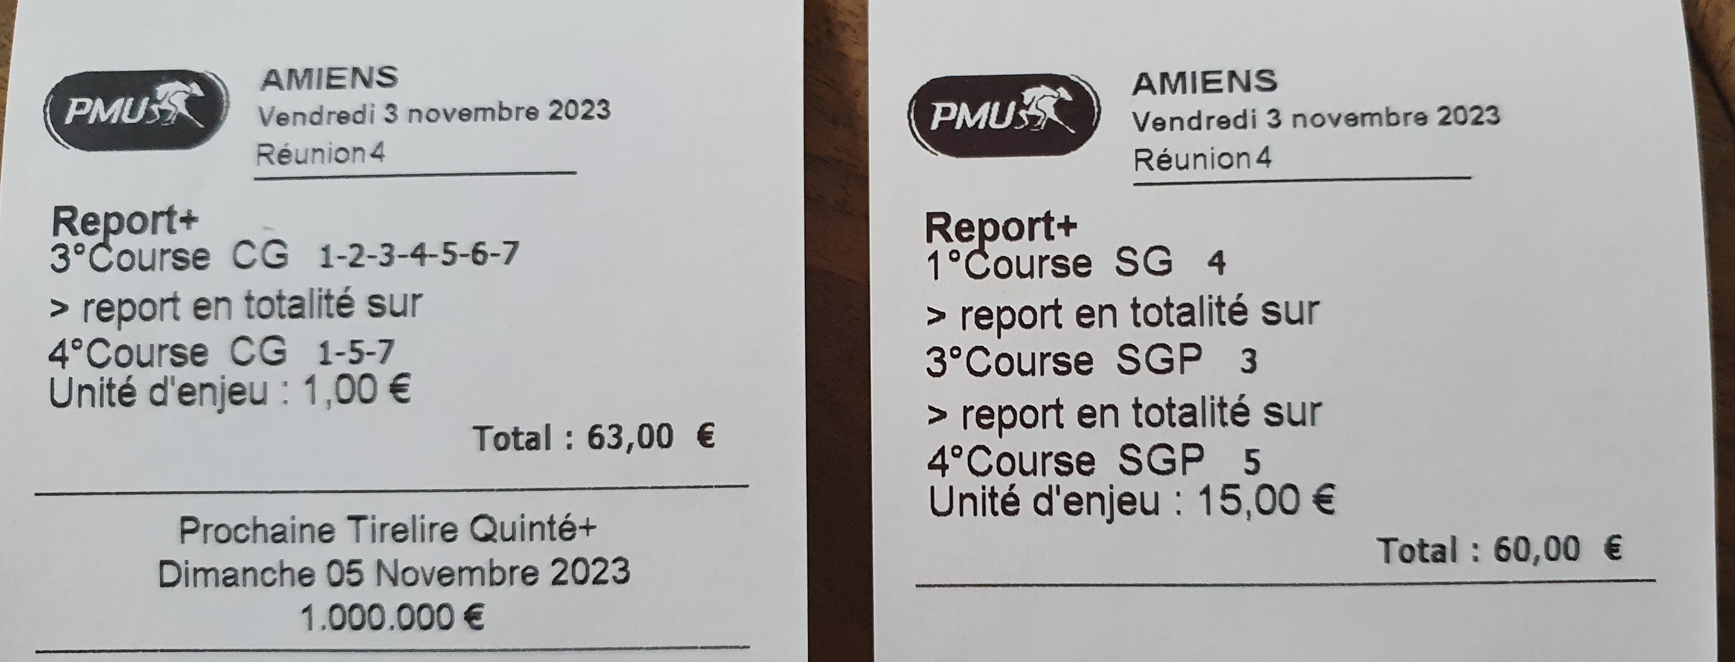 PMU
AMIENS
Vendredi 3 novembre 2023
Réunion4
Report+
3°Course CG 1-2-3-4-5-6-7
> report en totalité sur
4°Course CG 1-5-7
Unité d'enjeu : 1,00 €
Total : 63,00 €
Prochaine Tirelire Quinté+
Dimanche 05 Novembre 2023
1.000.000 €
PMU
AMIENS
Vendredi 3 novembre 2023
Réunion4
Report+
1°Course SG 4
> report en totalité sur
3°Course SGP 3
> report en totalité sur
4°Course SGP 5
Unité d'enjeu : 15,00 €
Total : 60,00 €